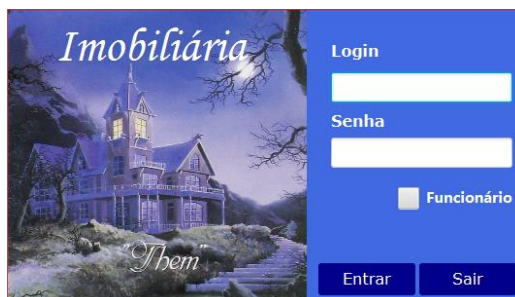 Imobiliária
"Them"
Login
Senha
Funcionário
Entrar
Sair